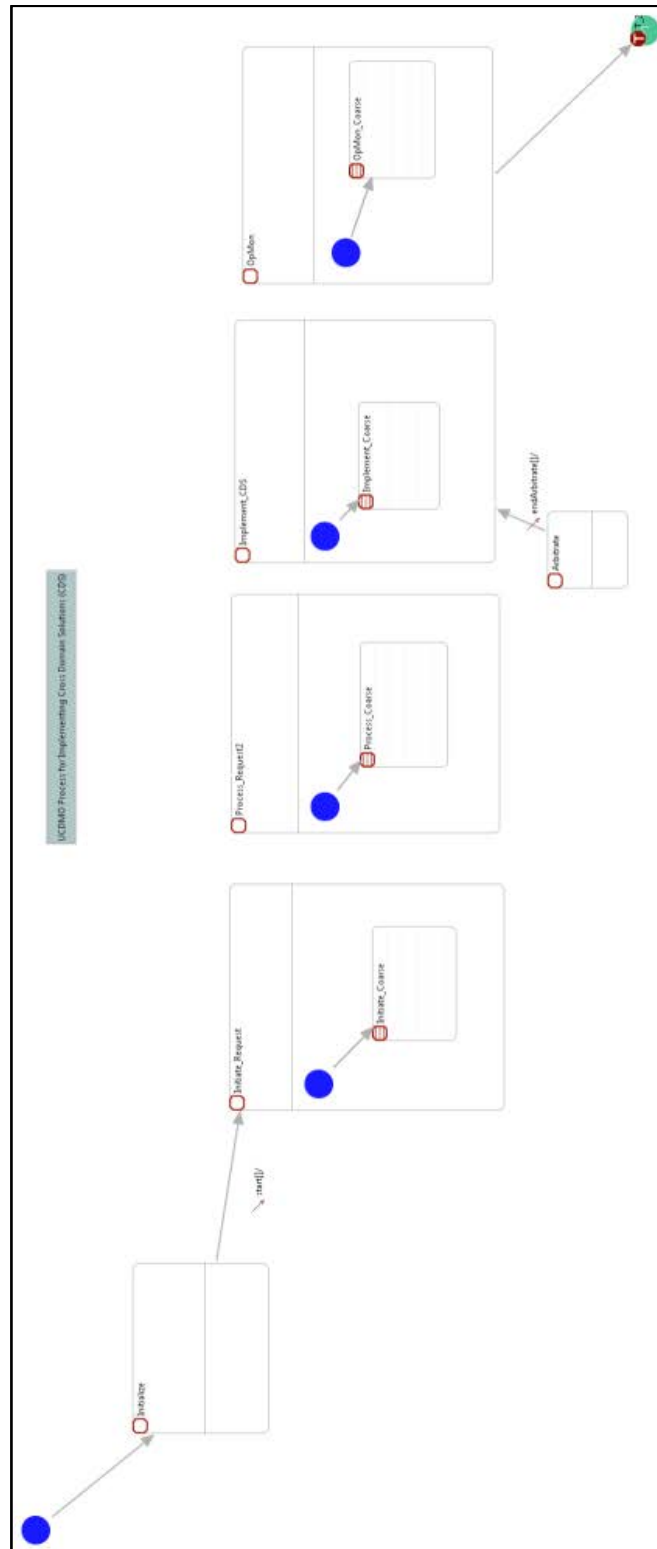 UCDMO Process for Implementing Cross Domain Solutions (CDS)
Initialize
start[]/
Initiate_Request
Initiate_Coarse
Process_Request2
Process_Coarse
Implement_CDS
Implement_Coarse
Arbitrate
endArbitrate[]/
OpMon
OpMon_Coarse